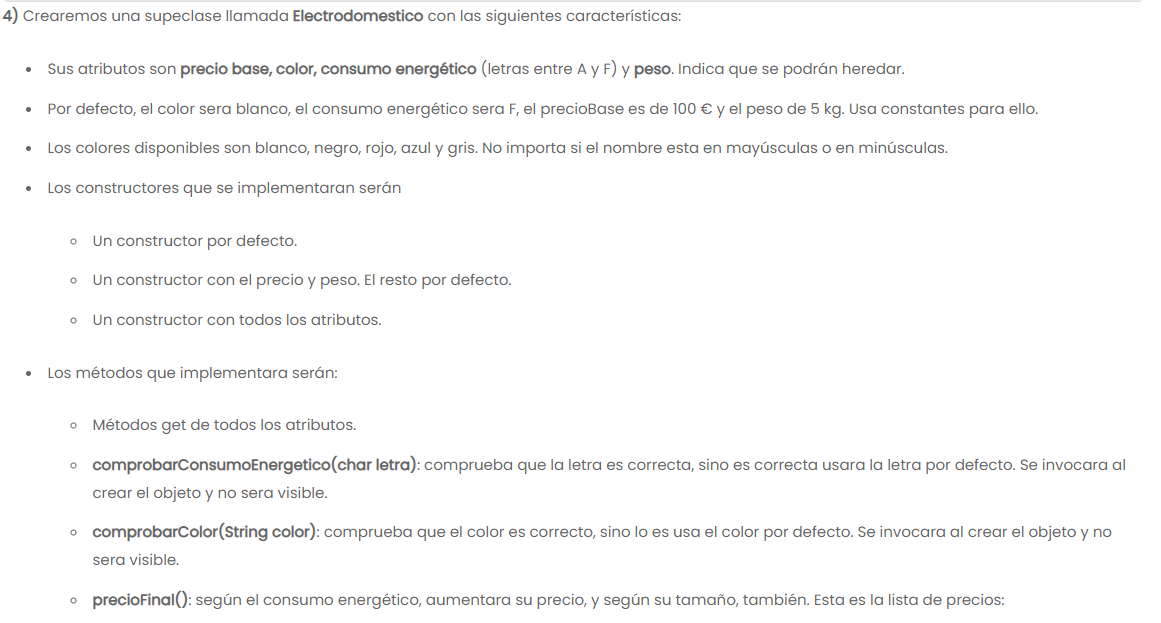 4) Crearemos una supeclase llamada Electrodomestico con las siguientes características:
• Sus atributos son precio base, color, consumo energético (letras entre A y F) y peso. Indica que se podrán heredar.
• Por defecto, el color sera blanco, el consumo energético sera F, el precioBase es de 100 € y el peso de 5 kg. Usa constantes para ello.
• Los colores disponibles son blanco, negro, rojo, azul y gris. No importa si el nombre esta en mayúsculas o en minúsculas.
• Los constructores que se implementaran serán
◦ Un constructor por defecto.
◦ Un constructor con el precio y peso. El resto por defecto.
◦ Un constructor con todos los atributos.
• Los métodos que implementara serán:
◦ Métodos get de todos los atributos.
◦ comprobarConsumoEnergetico(char letra): comprueba que la letra es correcta, sino es correcta usara la letra por defecto. Se invocara al
crear el objeto y no sera visible.
◦ comprobarColor(String color): comprueba que el color es correcto, sino lo es usa el color por defecto. Se invocara al crear el objeto y no
sera visible.
◦ precioFinal(): según el consumo energético, aumentara su precio, y según su tamaño, también. Esta es la lista de precios: